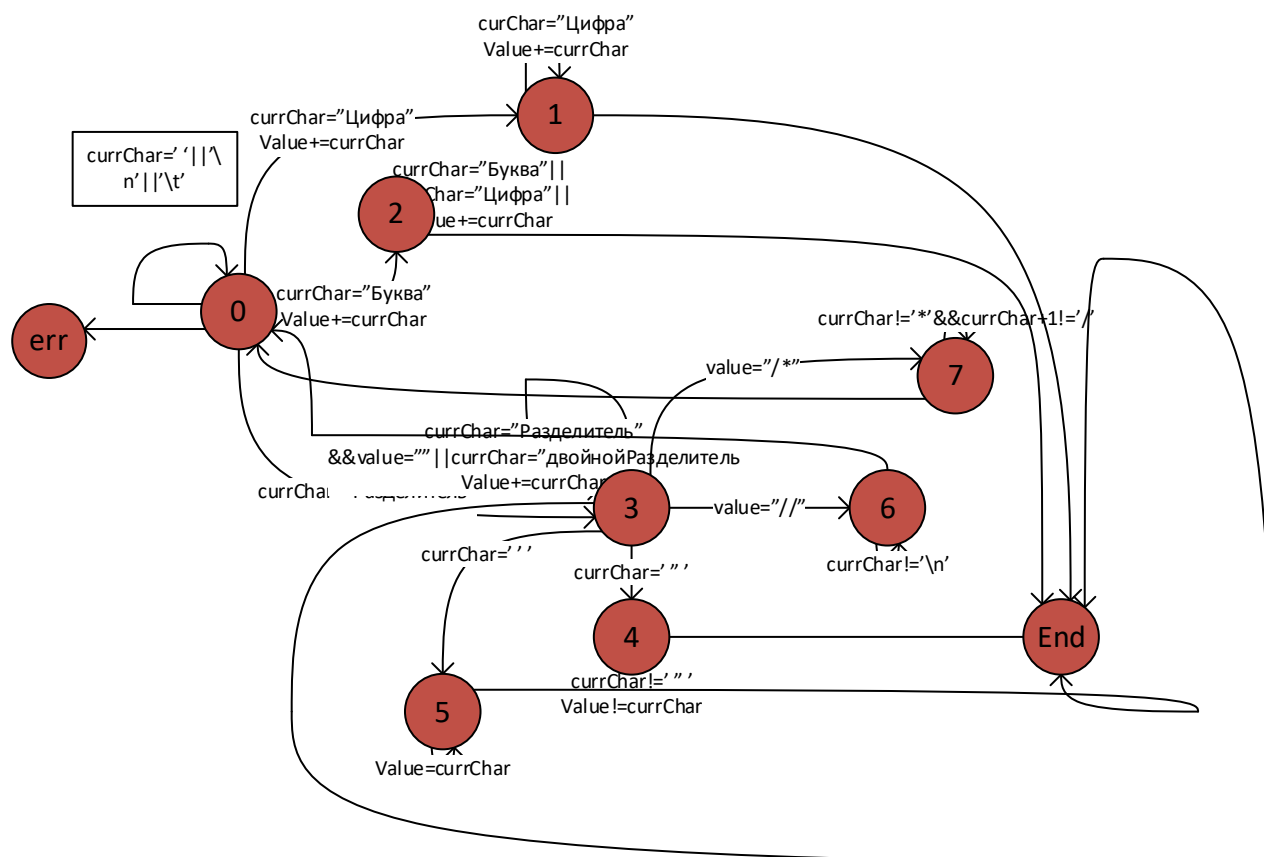 curChar=”Цифра”
Value+=currChar
1
currChar=”Цифра”
Value+=currChar
currChar=’ ‘||’\
n’||’\t’
currChar=”Буква”||
Char=”Цифра”||
ue+=currChar
2
0
currChar=”Буква”
Value+=currChar
err
currChar!=’*’&&currChar+1!=’/’
7
value=”/*”
currChar=”Разделитель”
&&value=””||currChar=”двойнойРазделитель
Value+=currChar
3
value=”//”
6
currChar!=’\n’
currChar=’ ’ ’
currChar=’ ” ’
4
End
currChar!=’ ” ’
Value!=currChar
5
Value=currChar